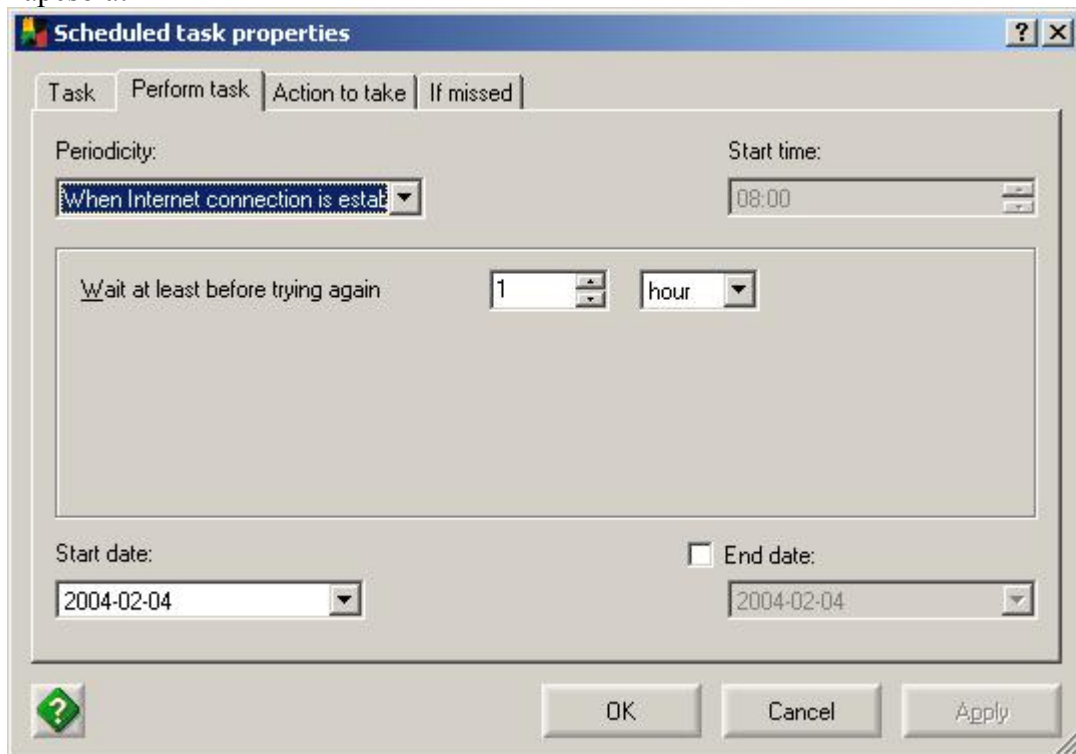 Scheduled task properties
Task Perform task Action to take If missed
Periodicity: Start time:
When Internet connection is estab 08:00
Wait at least before trying again 1 hour
Start date: End date:
2004-02-04 2004-02-04
OK Cancel Apply